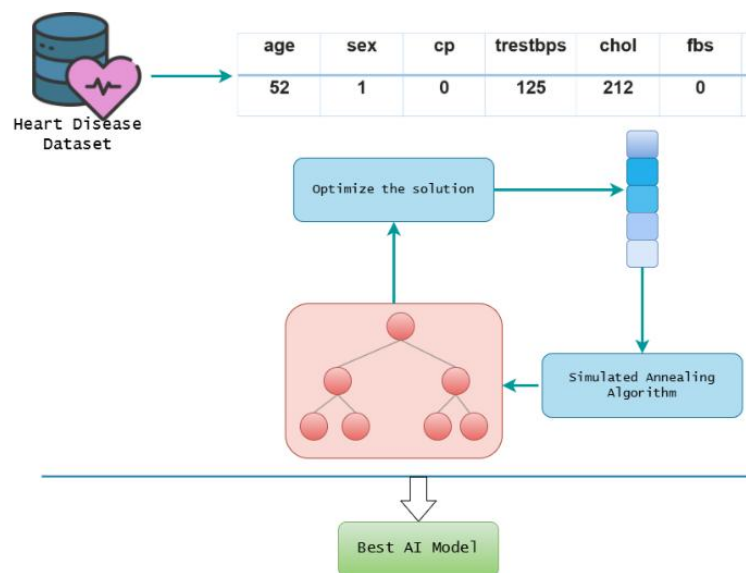 age sex cp trestbps chol fbs
52 1 0 125 212 0
Heart Disease
Dataset
Optimize the solution
Simulated Annealing
Algorithm
Best AI Model